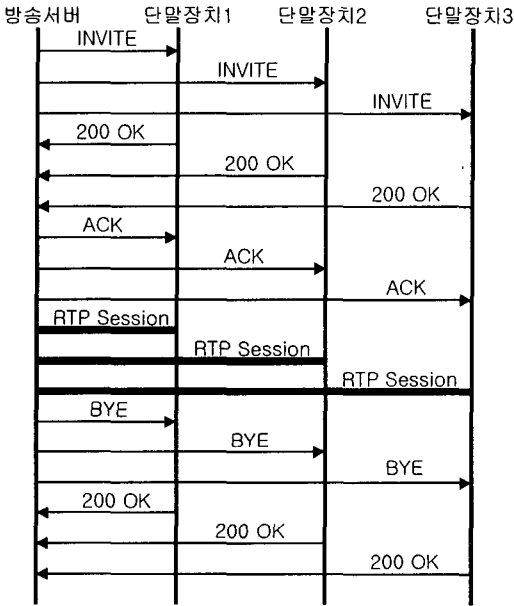 방송서버 단말장치1 단말장치2 단말장치3
INVITE
INVITE
INVITE
200 OK
200 OK
200 OK
ACK
ACK
ACK
RTP Session
RTP Session
RTP Session
BYE
BYE
BYE
200 OK
200 OK
200 OK